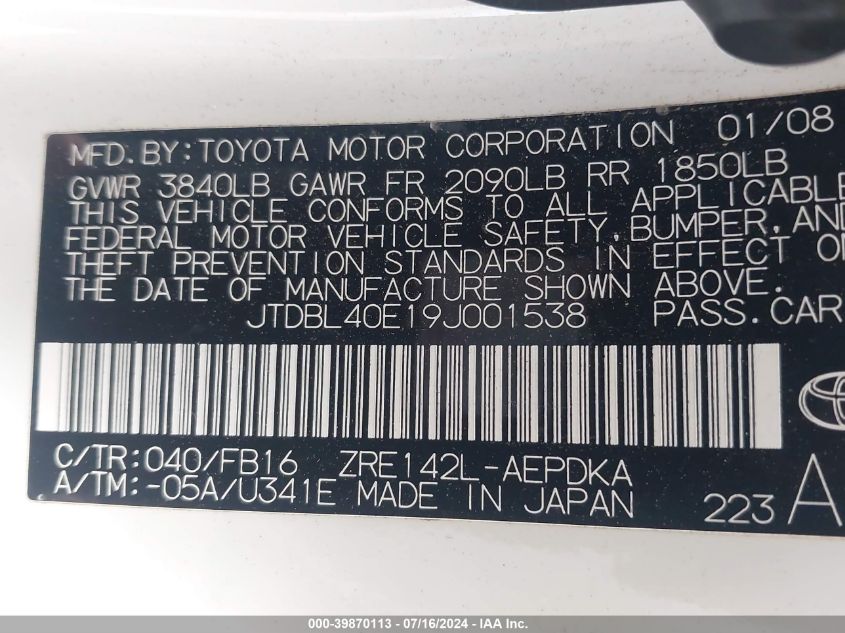 MFD.BY:TOYOTA MOTOR CORPORATION 01/08
GVWR 3840LB GAWR FR 2090LB RR 1850LB
THIS VEHICLE CONFORMS TO ALL APPLICABLE
FEDERAL MOTOR VEHICLE SAFETY, BUMPER, AND
THEFT PREVENTION STANDARDS IN EFFECT ON
THE DATE OF MANUFACTURE SHOWN ABOVE.
JTDBL40E19J001538 PASS.CAR
C/TR:040/FB16 ZRE142L-AEPDKA
A/TM:-05A/U341E MADE IN JAPAN 223 A
000-39870113 - 07/16/2024 - IAA Inc.